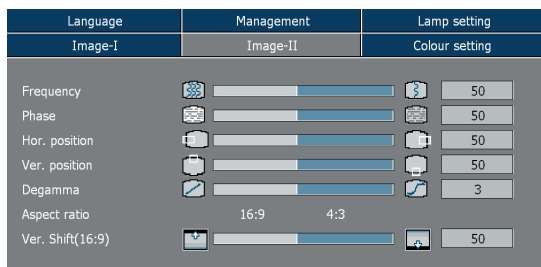 Language Management Lamp setting
Image-I Image-II Colour setting
Frequency 50
Phase 50
Hor. position 50
Ver. position 50
Degamma 3
Aspect ratio 16:9 4:3
Ver. Shift(16:9) 50